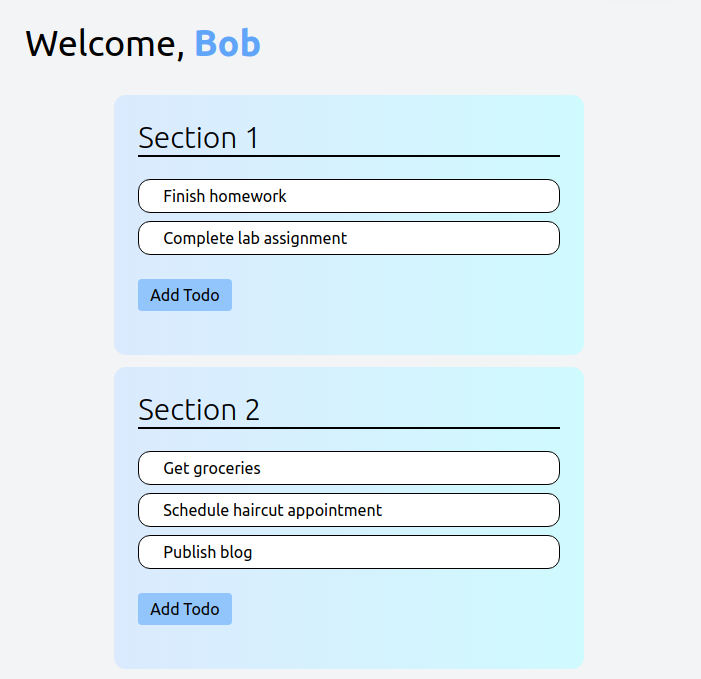 Welcome, Bob
Section 1
Finish homework
Complete lab assignment
Add Todo
Section 2
Get groceries
Schedule haircut appointment
Publish blog
Add Todo